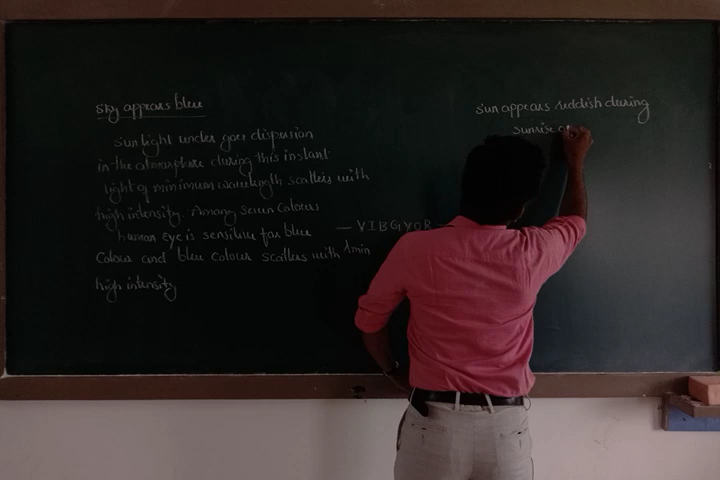 sky appears blue
sun light under goes dispersion
in the atmosphere during this instant
light of minimum wavelength scatters with
high intensity. Among seven colours
human eye is sensitive for blue
colour and blue colour scatters with
high intensity
— VIBGYOR
λmin
sun appears reddish during
sunrise